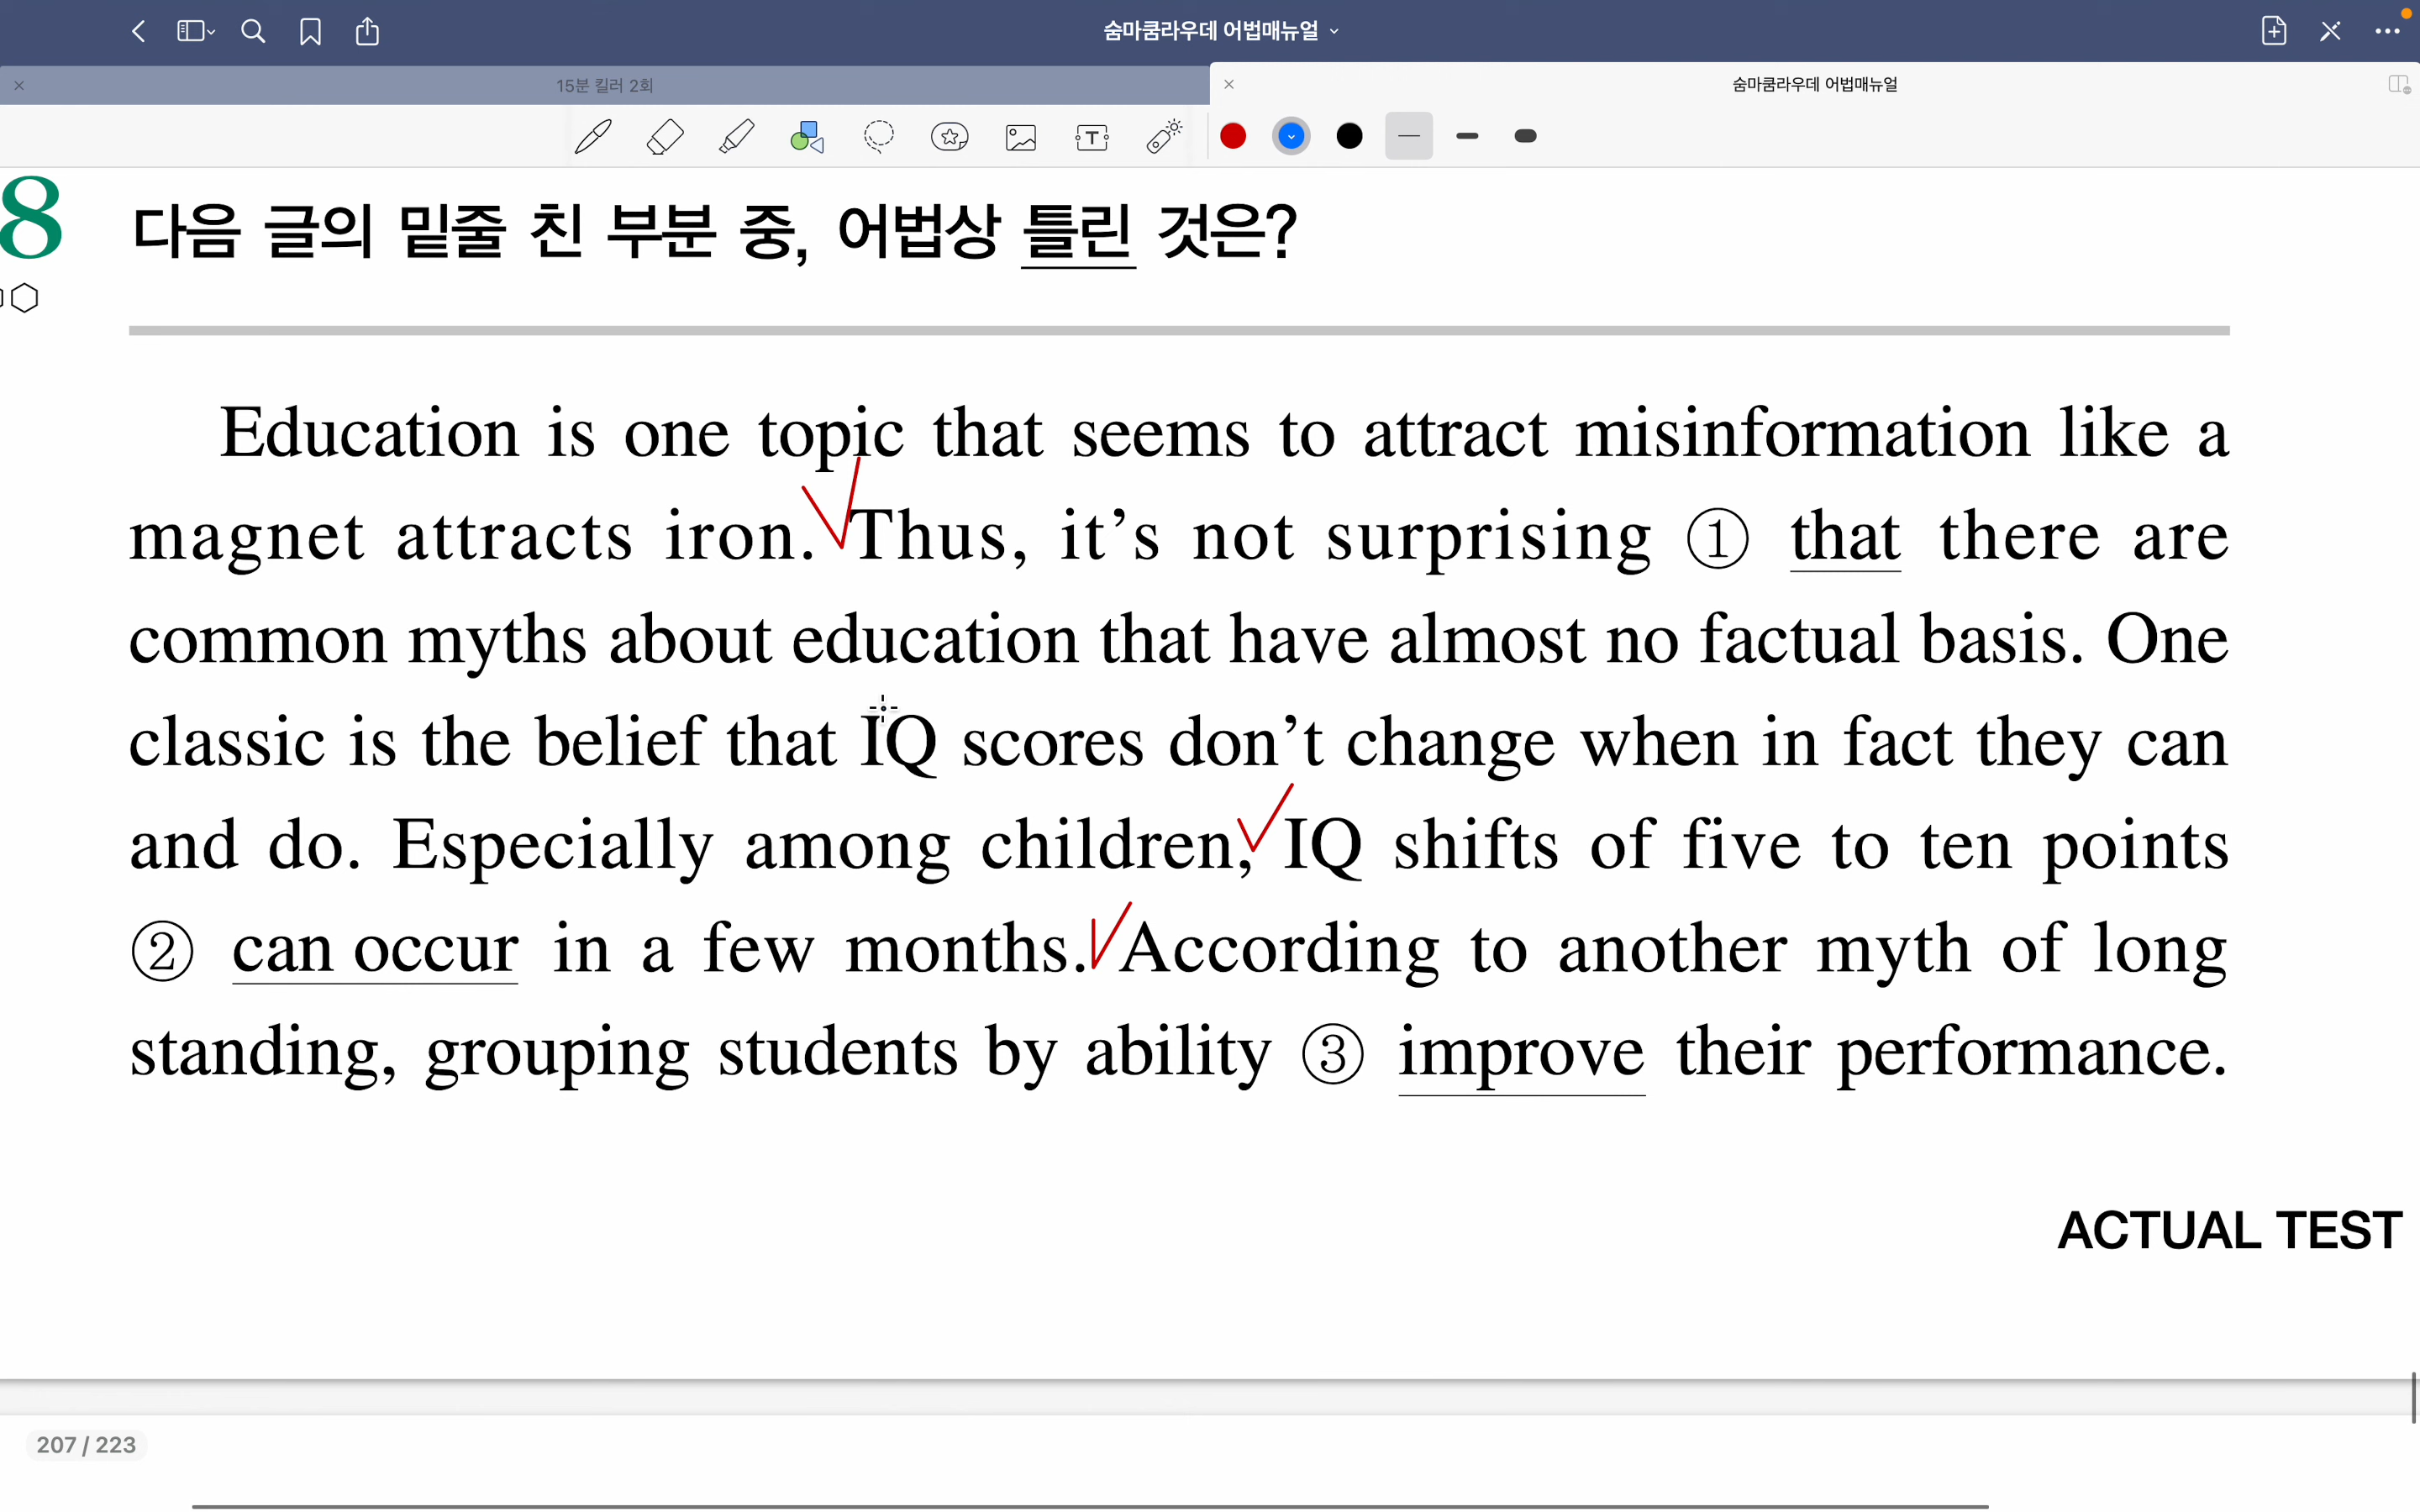 숨마쿰라우데 어법매뉴얼
15분 킬러 2회
숨마쿰라우데 어법매뉴얼
8 다음 글의 밑줄 친 부분 중, 어법상 틀린 것은?
Education is one topic that seems to attract misinformation like a
magnet attracts iron. Thus, it’s not surprising ① that there are
common myths about education that have almost no factual basis. One
classic is the belief that IQ scores don’t change when in fact they can
and do. Especially among children, IQ shifts of five to ten points
② can occur in a few months. According to another myth of long
standing, grouping students by ability ③ improve their performance.
ACTUAL TEST
207 / 223